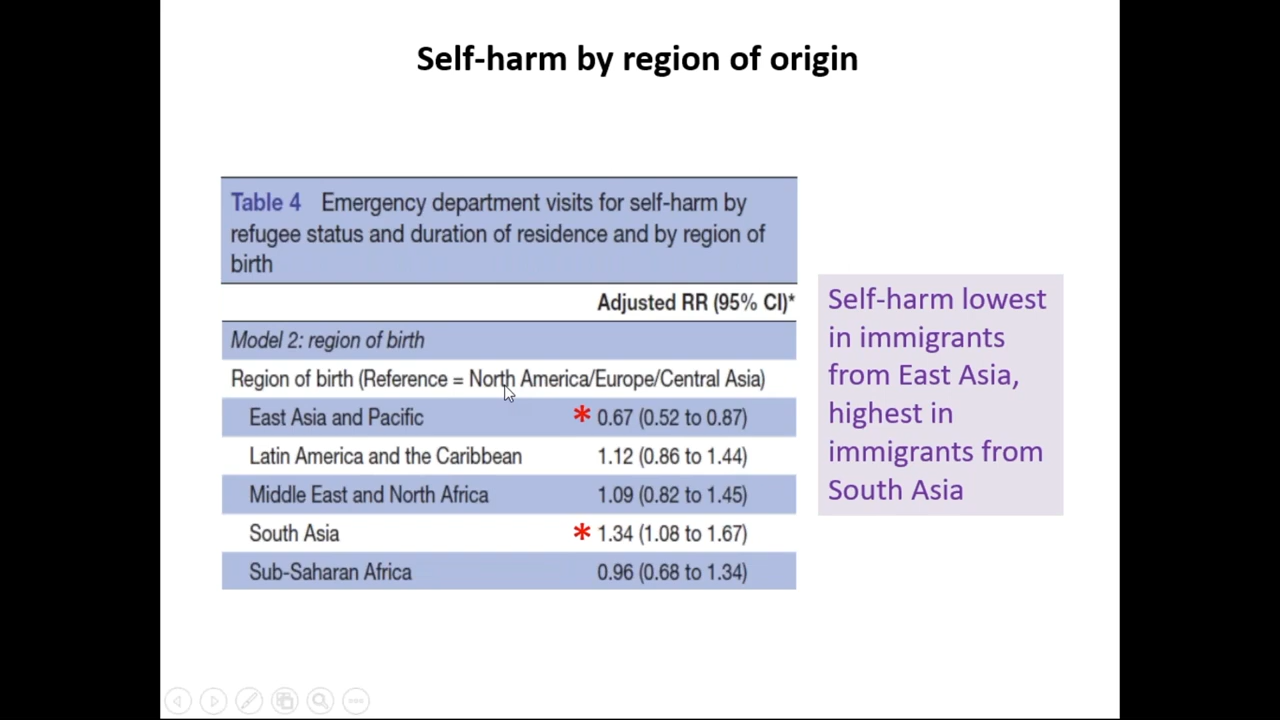 Self-harm by region of origin
Table 4 Emergency department visits for self-harm by
refugee status and duration of residence and by region of
birth
Adjusted RR (95% CI)*
Model 2: region of birth
Region of birth (Reference = North America/Europe/Central Asia)
East Asia and Pacific * 0.67 (0.52 to 0.87)
Latin America and the Caribbean 1.12 (0.86 to 1.44)
Middle East and North Africa 1.09 (0.82 to 1.45)
South Asia * 1.34 (1.08 to 1.67)
Sub-Saharan Africa 0.96 (0.68 to 1.34)
Self-harm lowest
in immigrants
from East Asia,
highest in
immigrants from
South Asia